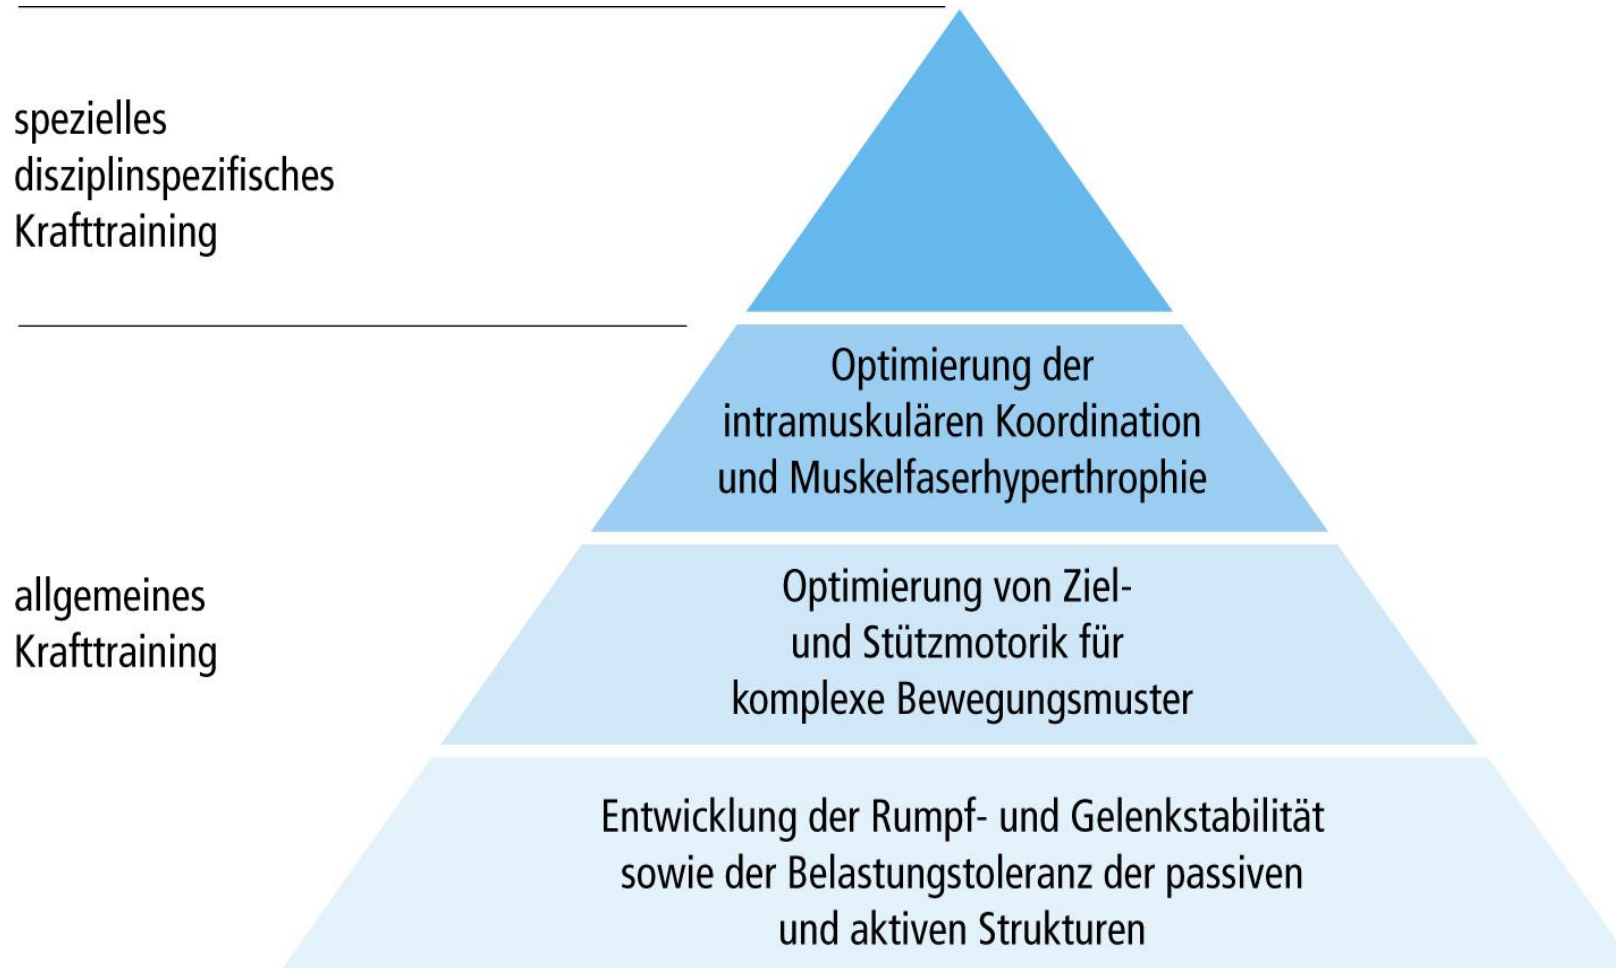 spezielles
disziplinspezifisches
Krafttraining
Optimierung der
intramuskulären Koordination
und Muskelfaserhyperthrophie
allgemeines
Krafttraining
Optimierung von Ziel-
und Stützmotorik für
komplexe Bewegungsmuster
Entwicklung der Rumpf- und Gelenkstabilität
sowie der Belastungstoleranz der passiven
und aktiven Strukturen